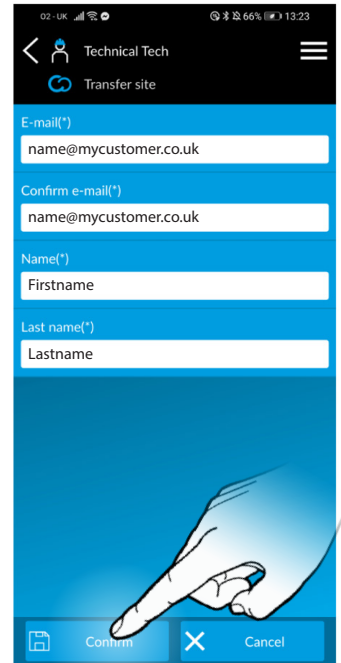 O2 - UK 66% 13:23
Technical Tech
Transfer site
E-mail(*)
name@mycustomer.co.uk
Confirm e-mail(*)
name@mycustomer.co.uk
Name(*)
Firstname
Last name(*)
Lastname
Confirm Cancel